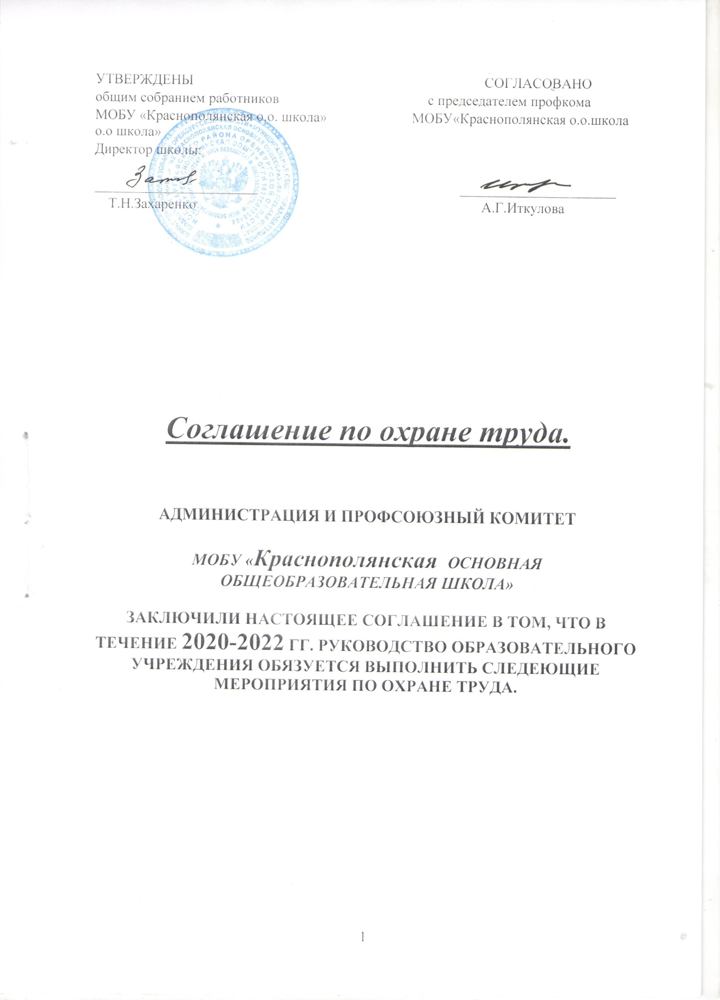 УТВЕРЖДЕНЫ
общим собранием работников
МОБУ «Краснополянская о.о. школа»
о.о школа»
Директор школы:
Т.Н.Захаренко
СОГЛАСОВАНО
с председателем профкома
МОБУ«Краснополянская о.о.школа
А.Г.Иткулова
Соглашение по охране труда.
АДМИНИСТРАЦИЯ И ПРОФСОЮЗНЫЙ КОМИТЕТ
МОБУ «Краснополянская ОСНОВНАЯ
ОБЩЕОБРАЗОВАТЕЛЬНАЯ ШКОЛА»
ЗАКЛЮЧИЛИ НАСТОЯЩЕЕ СОГЛАШЕНИЕ В ТОМ, ЧТО В
ТЕЧЕНИЕ 2020-2022 ГГ. РУКОВОДСТВО ОБРАЗОВАТЕЛЬНОГО
УЧРЕЖДЕНИЯ ОБЯЗУЕТСЯ ВЫПОЛНИТЬ СЛЕДЕЮЩИЕ
МЕРОПРИЯТИЯ ПО ОХРАНЕ ТРУДА.
1